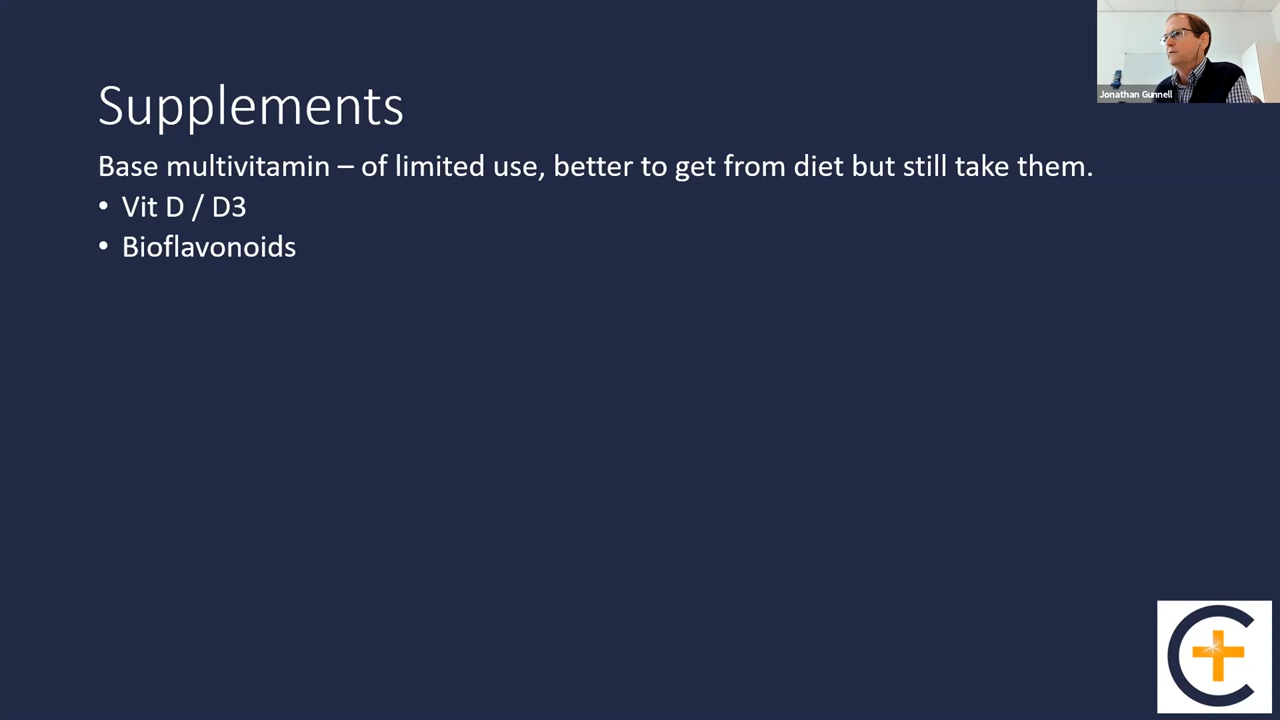 Jonathan Gunnell
Supplements
Base multivitamin – of limited use, better to get from diet but still take them.
• Vit D / D3
• Bioflavonoids